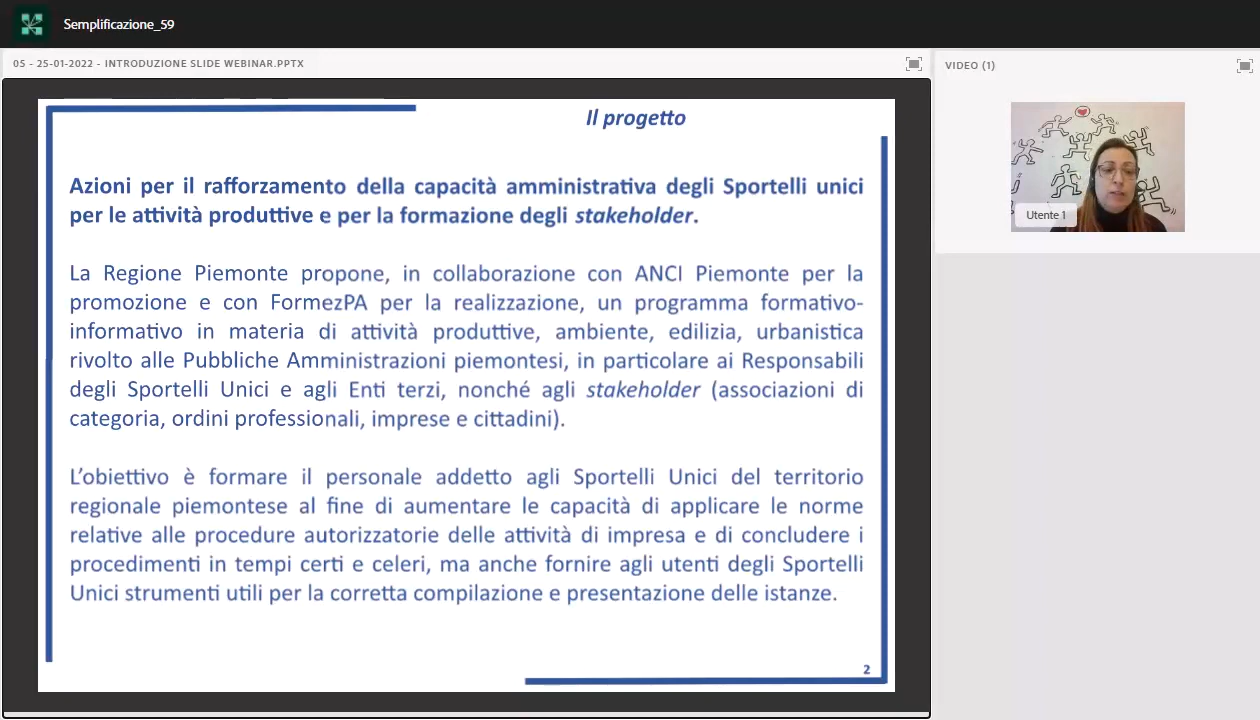 Semplificazione_59
05 - 25-01-2022 - INTRODUZIONE SLIDE WEBINAR.PPTX
VIDEO (1)
Utente 1
Il progetto
Azioni per il rafforzamento della capacità amministrativa degli Sportelli unici
per le attività produttive e per la formazione degli stakeholder.
La Regione Piemonte propone, in collaborazione con ANCI Piemonte per la
promozione e con FormezPA per la realizzazione, un programma formativo-
informativo in materia di attività produttive, ambiente, edilizia, urbanistica
rivolto alle Pubbliche Amministrazioni piemontesi, in particolare ai Responsabili
degli Sportelli Unici e agli Enti terzi, nonché agli stakeholder (associazioni di
categoria, ordini professionali, imprese e cittadini).
L'obiettivo è formare il personale addetto agli Sportelli Unici del territorio
regionale piemontese al fine di aumentare le capacità di applicare le norme
relative alle procedure autorizzatorie delle attività di impresa e di concludere i
procedimenti in tempi certi e celeri, ma anche fornire agli utenti degli Sportelli
Unici strumenti utili per la corretta compilazione e presentazione delle istanze.
2